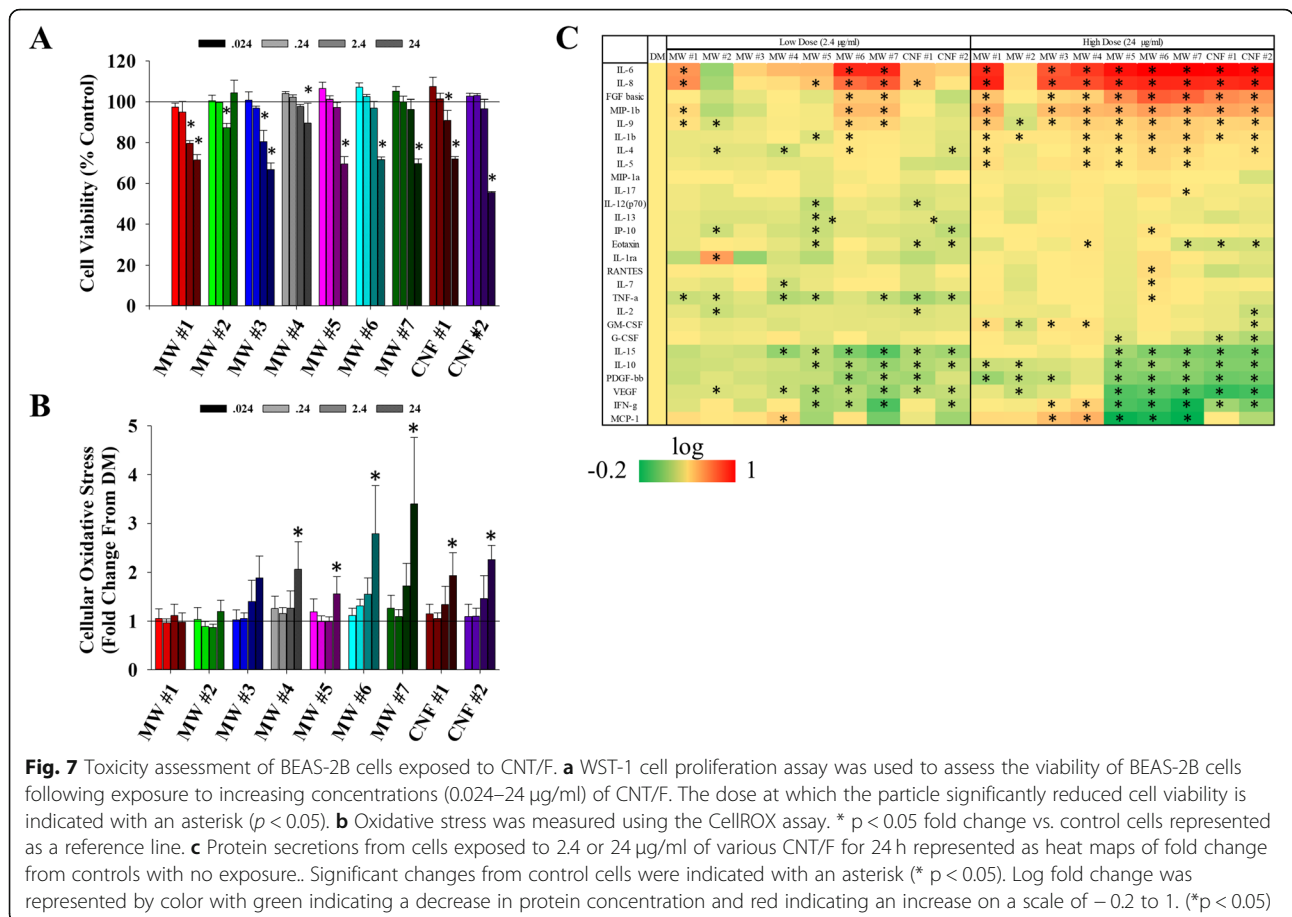 A
.024 .24 2.4 24
Cell Viability (% Control)
120
100
80
60
40
20
0
* * * * * * * * * * * * *
MW #1 MW #2 MW #3 MW #4 MW #5 MW #6 MW #7 CNF #1 CNF #2
B
.024 .24 2.4 24
Cellular Oxidative Stress
(Fold Change From DM)
5
4
3
2
1
0
* * * * * *
MW #1 MW #2 MW #3 MW #4 MW #5 MW #6 MW #7 CNF #1 CNF #2
C
Low Dose (2.4 µg/ml) High Dose (24 µg/ml)
DM MW #1 MW #2 MW #3 MW #4 MW #5 MW #6 MW #7 CNF #1 CNF #2 MW #1 MW #2 MW #3 MW #4 MW #5 MW #6 MW #7 CNF #1 CNF #2
IL-6 * * * * * * * * * * *
IL-8 * * * * * * * * * * * *
FGF basic * * * * * * * * * *
MIP-1b * * * * * * * * * * *
IL-9 * * * * * * * * * * * * *
IL-1b * * * * * * * * * * *
IL-4 * * * * * * * * * *
IL-5 * * * *
MIP-1a
IL-17 *
IL-12(p70) * *
IL-13 * * *
IP-10 * * * *
Eotaxin * * * * * * *
IL-1ra *
RANTES *
IL-7 * *
TNF-a * * * * * * * *
IL-2 * * *
GM-CSF * * * * *
G-CSF * * *
IL-15 * * * * * * * * * * *
IL-10 * * * * * * * * * * * *
PDGF-bb * * * * * * * * * * * *
VEGF * * * * * * * * * * * * *
IFN-g * * * * * * * * * * *
MCP-1 * * * * * *
log
-0.2 1
Fig. 7 Toxicity assessment of BEAS-2B cells exposed to CNT/F. a WST-1 cell proliferation assay was used to assess the viability of BEAS-2B cells
following exposure to increasing concentrations (0.024–24 µg/ml) of CNT/F. The dose at which the particle significantly reduced cell viability is
indicated with an asterisk (p < 0.05). b Oxidative stress was measured using the CellROX assay. * p < 0.05 fold change vs. control cells represented
as a reference line. c Protein secretions from cells exposed to 2.4 or 24 µg/ml of various CNT/F for 24 h represented as heat maps of fold change
from controls with no exposure.. Significant changes from control cells were indicated with an asterisk (* p < 0.05). Log fold change was
represented by color with green indicating a decrease in protein concentration and red indicating an increase on a scale of − 0.2 to 1. (*p < 0.05)